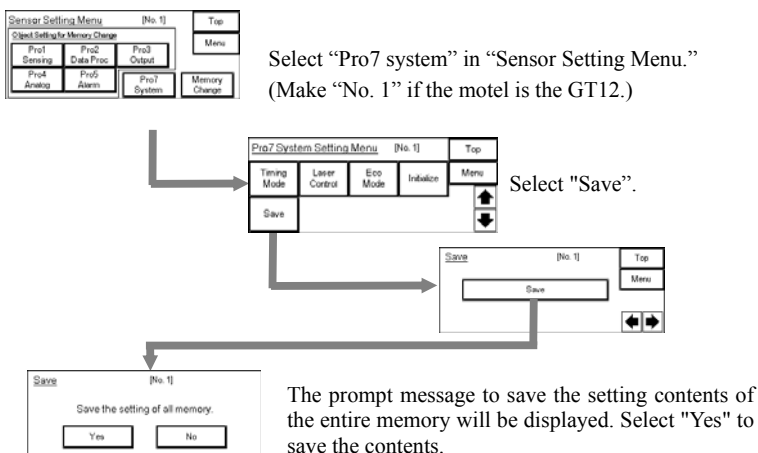 Sensor Setting Menu [No. 1] Top
Object Setting for Memory Change Menu
Pro1 Sensing Pro2 Data Proc Pro3 Output
Pro4 Analog Pro5 Alarm Pro7 System Memory Change
Select “Pro7 system” in “Sensor Setting Menu.”
(Make “No. 1” if the motel is the GT12.)
Pro7 System Setting Menu [No. 1] Top
Timing Mode Laser Control Eco Mode Initialize Menu
Save
Select "Save”.
Save [No. 1] Top
Menu
Save
Save [No. 1]
Save the setting of all memory.
Yes No
The prompt message to save the setting contents of
the entire memory will be displayed. Select "Yes" to
save the contents.